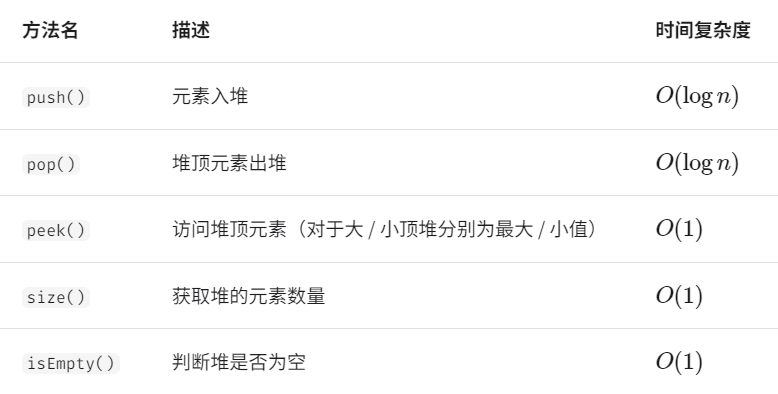 方法名 描述 时间复杂度
push() 元素入堆 O(log n)
pop() 堆顶元素出堆 O(log n)
peek() 访问堆顶元素（对于大 / 小顶堆分别为最大 / 小值） O(1)
size() 获取堆的元素数量 O(1)
isEmpty() 判断堆是否为空 O(1)